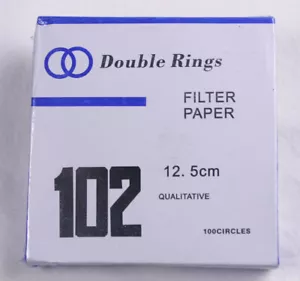 Double Rings
FILTER
PAPER
102
12. 5cm
QUALITATIVE
100CIRCLES